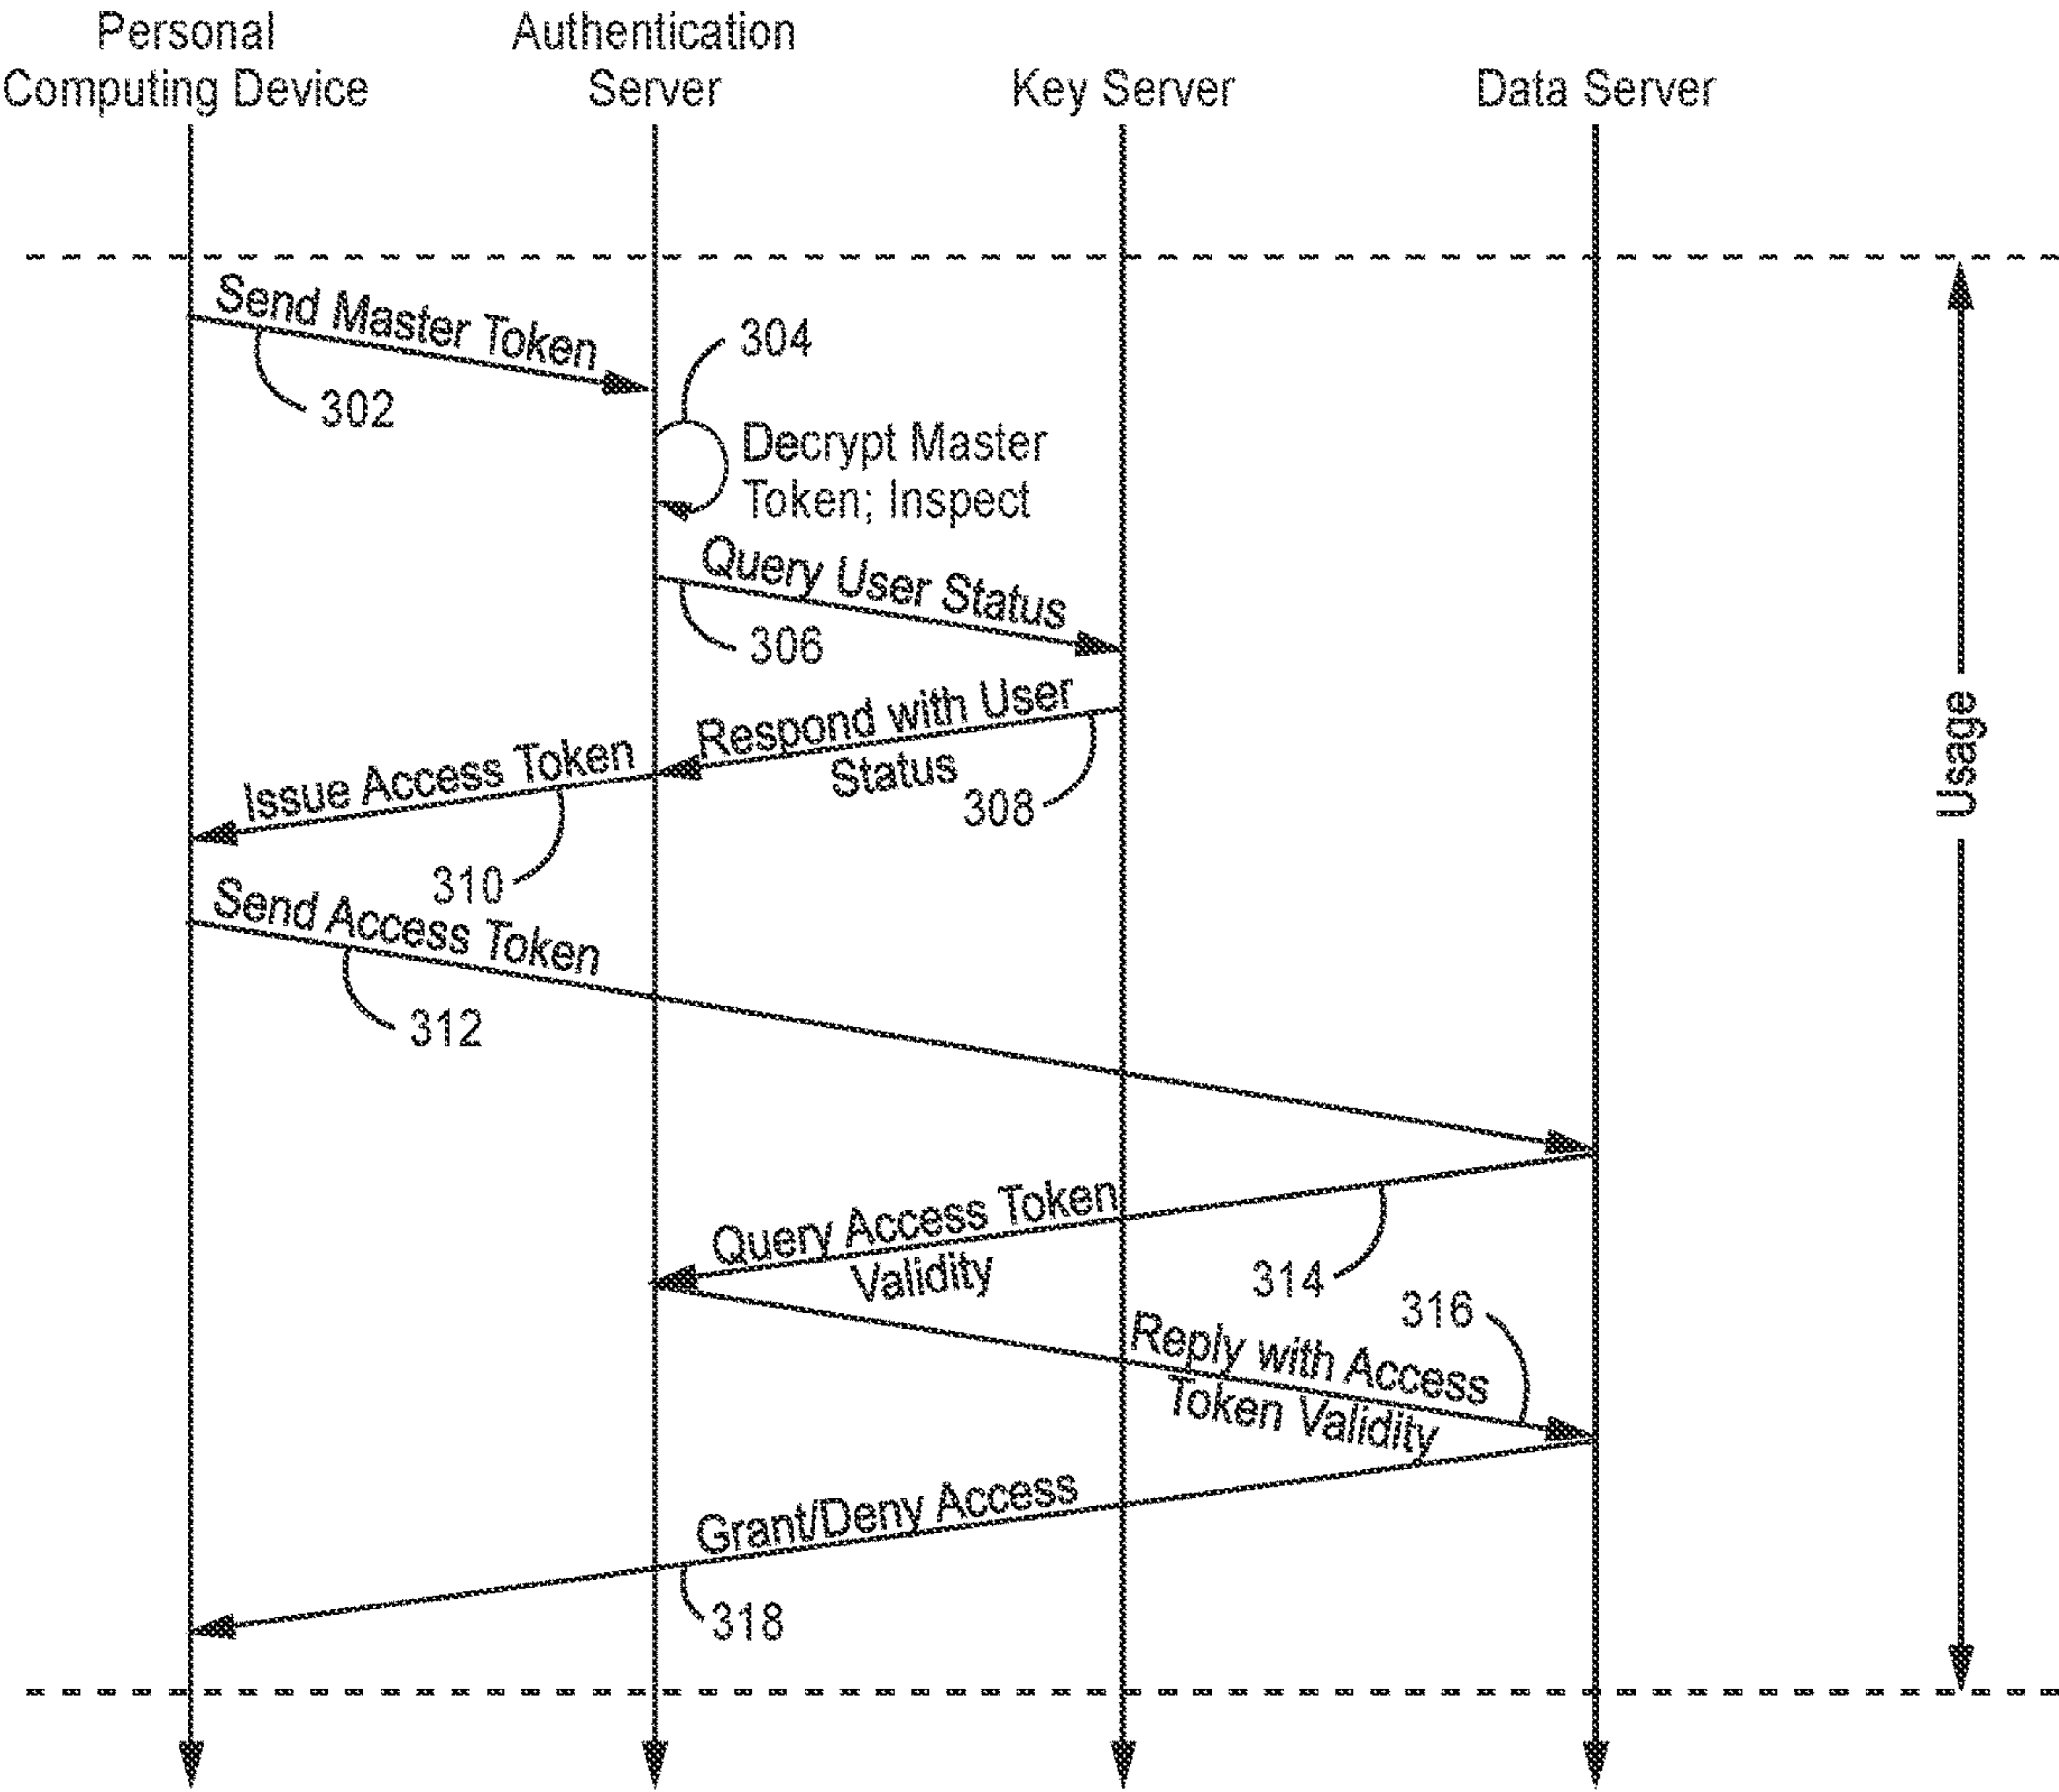 Personal
Computing Device
Authentication
Server
Key Server
Data Server
Send Master Token
302
304
Decrypt Master
Token; Inspect
Query User Status
306
Respond with User
Status
308
Issue Access Token
310
Send Access Token
312
Query Access Token
Validity
314
316
Reply with Access
Token Validity
Grant/Deny Access
318
Usage